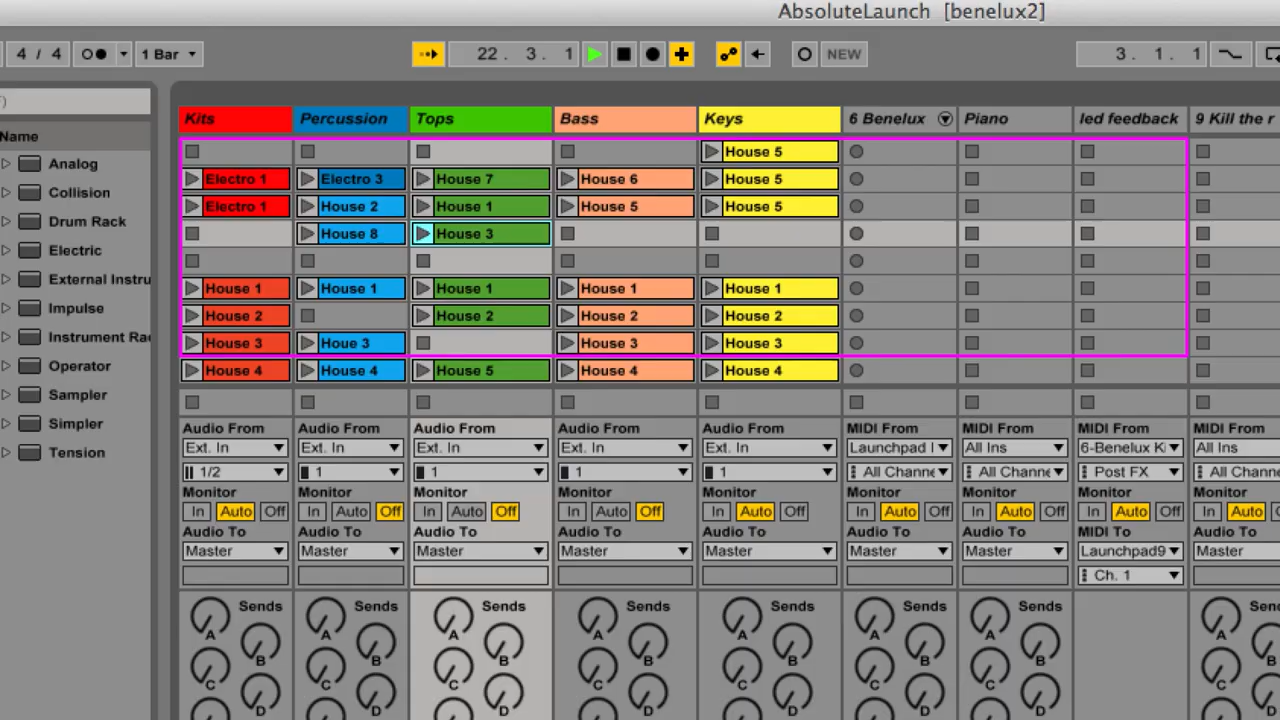 AbsoluteLaunch [benelux2]
4 / 4 1 Bar 22. 3. 1 NEW 3. 1. 1
Kits Percussion Tops Bass Keys 6 Benelux Piano led feedback 9 Kill the r
Name
Analog
Collision
Drum Rack
Electric
External Instru
Impulse
Instrument Rac
Operator
Sampler
Simpler
Tension
House 5
Electro 1 Electro 3 House 7 House 6 House 5
Electro 1 House 2 House 1 House 5 House 5
House 8 House 3
House 1 House 1 House 1 House 1 House 1
House 2 House 2 House 2 House 2
House 3 Houe 3 House 3 House 3
House 4 House 4 House 5 House 4 House 4
Audio From Audio From Audio From Audio From Audio From MIDI From MIDI From MIDI From MIDI From
Ext. In Ext. In Ext. In Ext. In Ext. In Launchpad All Ins 6-Benelux Ki All Ins
1/2 1 1 1 1 All Channe All Channe Post FX All Channe
Monitor Monitor Monitor Monitor Monitor Monitor Monitor Monitor Monitor
In Auto Off In Auto Off In Auto Off In Auto Off In Auto Off In Auto Off In Auto Off In Auto Off In Auto
Audio To Audio To Audio To Audio To Audio To Audio To Audio To MIDI To Audio To
Master Master Master Master Master Master Master Launchpad9 Master
Ch. 1
Sends Sends Sends Sends Sends Sends Sends Sen
A A A A A A A A
B B B B B B B B
C C C C C C C C
D D D D D D D D